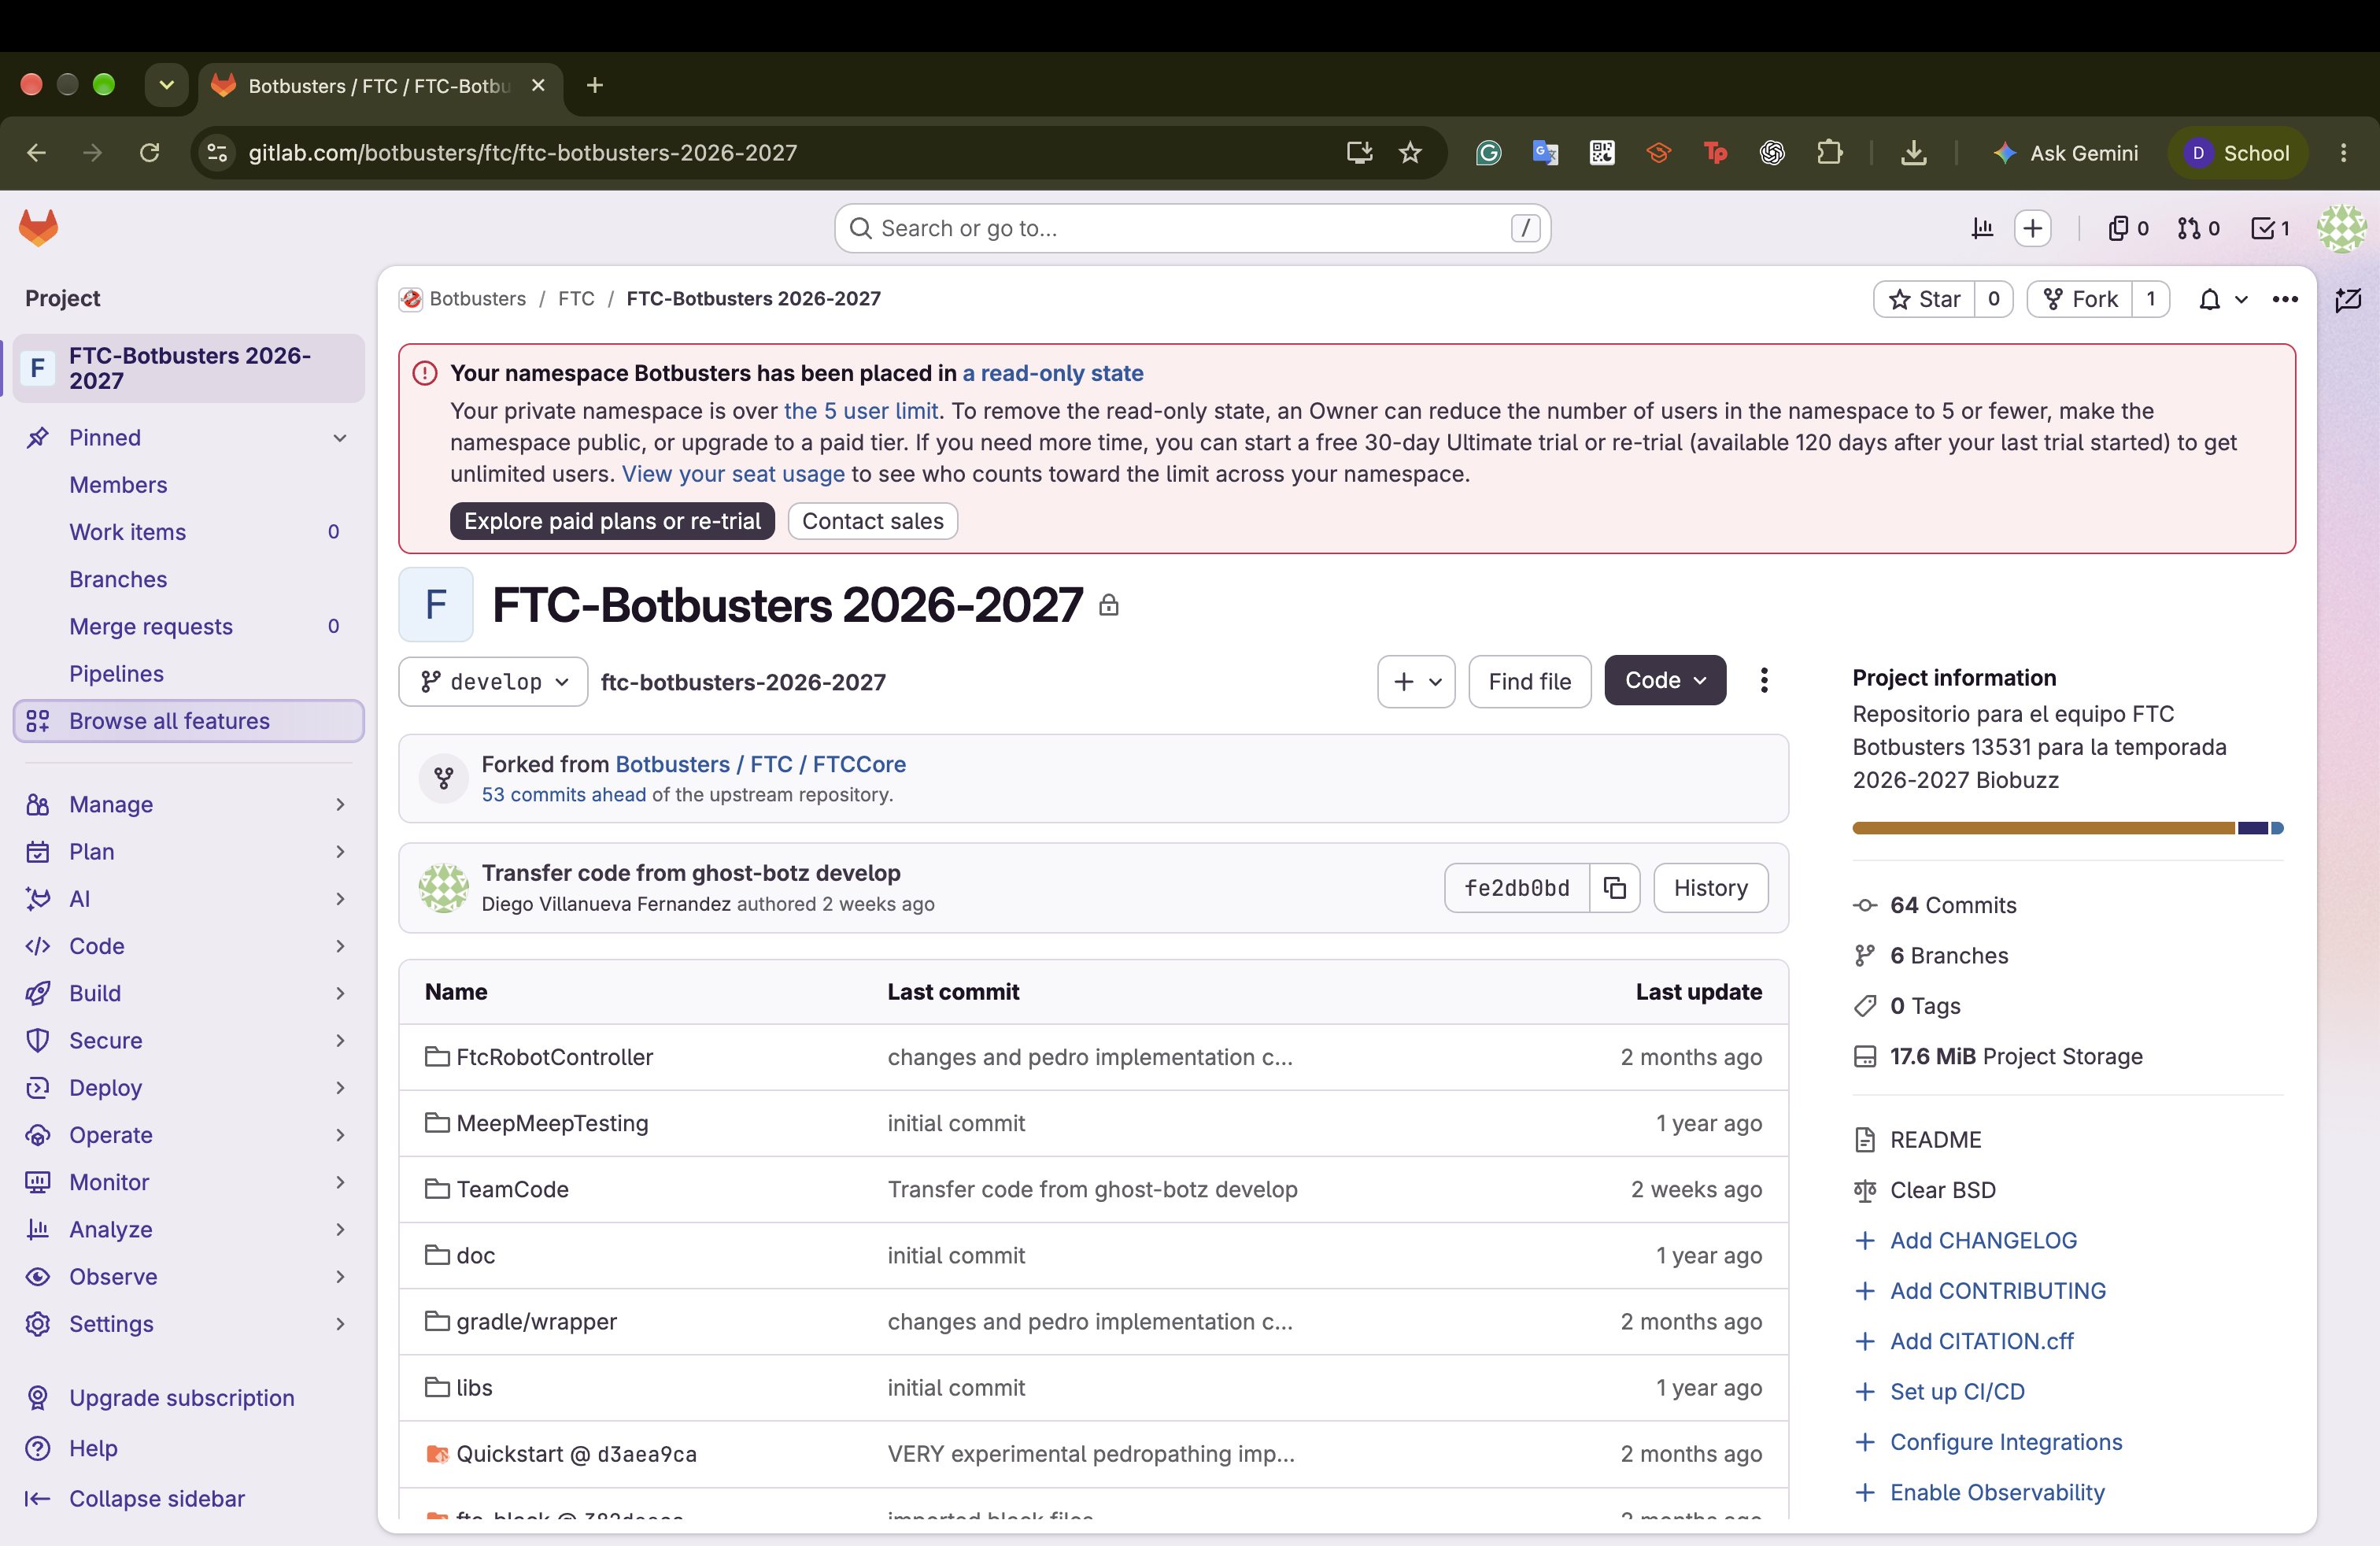 Botbusters / FTC / FTC-Botbu
gitlab.com/botbusters/ftc/ftc-botbusters-2026-2027
Ask Gemini
D
School
Search or go to...
/
0
0
1
Project
F
FTC-Botbusters 2026-
2027
Pinned
Members
Work items 0
Branches
Merge requests 0
Pipelines
Browse all features
Manage
Plan
AI
Code
Build
Secure
Deploy
Operate
Monitor
Analyze
Observe
Settings
Upgrade subscription
Help
Collapse sidebar
Botbusters / FTC / FTC-Botbusters 2026-2027
Star 0
Fork 1
Your namespace Botbusters has been placed in a read-only state
Your private namespace is over the 5 user limit. To remove the read-only state, an Owner can reduce the number of users in the namespace to 5 or fewer, make the
namespace public, or upgrade to a paid tier. If you need more time, you can start a free 30-day Ultimate trial or re-trial (available 120 days after your last trial started) to get
unlimited users. View your seat usage to see who counts toward the limit across your namespace.
Explore paid plans or re-trial
Contact sales
F
FTC-Botbusters 2026-2027
develop
ftc-botbusters-2026-2027
Find file
Code
Forked from Botbusters / FTC / FTCCore
53 commits ahead of the upstream repository.
Transfer code from ghost-botz develop
Diego Villanueva Fernandez authored 2 weeks ago
fe2db0bd
History
Name Last commit Last update
FtcRobotController changes and pedro implementation c... 2 months ago
MeepMeepTesting initial commit 1 year ago
TeamCode Transfer code from ghost-botz develop 2 weeks ago
doc initial commit 1 year ago
gradle/wrapper changes and pedro implementation c... 2 months ago
libs initial commit 1 year ago
Quickstart @ d3aea9ca VERY experimental pedropathing imp... 2 months ago
2 months ago
Project information
Repositorio para el equipo FTC
Botbusters 13531 para la temporada
2026-2027 Biobuzz
64 Commits
6 Branches
0 Tags
17.6 MiB Project Storage
README
Clear BSD
Add CHANGELOG
Add CONTRIBUTING
Add CITATION.cff
Set up CI/CD
Configure Integrations
Enable Observability